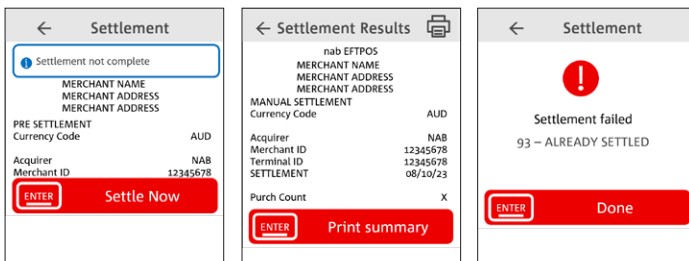 Settlement
Settlement not complete
MERCHANT NAME
MERCHANT ADDRESS
MERCHANT ADDRESS
PRE SETTLEMENT
Currency Code AUD
Acquirer NAB
Merchant ID 12345678
ENTER Settle Now
Settlement Results
nab EFTPOS
MERCHANT NAME
MERCHANT ADDRESS
MERCHANT ADDRESS
MANUAL SETTLEMENT
Currency Code AUD
Acquirer NAB
Merchant ID 12345678
Terminal ID 12345678
SETTLEMENT 08/10/23
Purch Count X
ENTER Print summary
Settlement
Settlement failed
93 – ALREADY SETTLED
ENTER Done